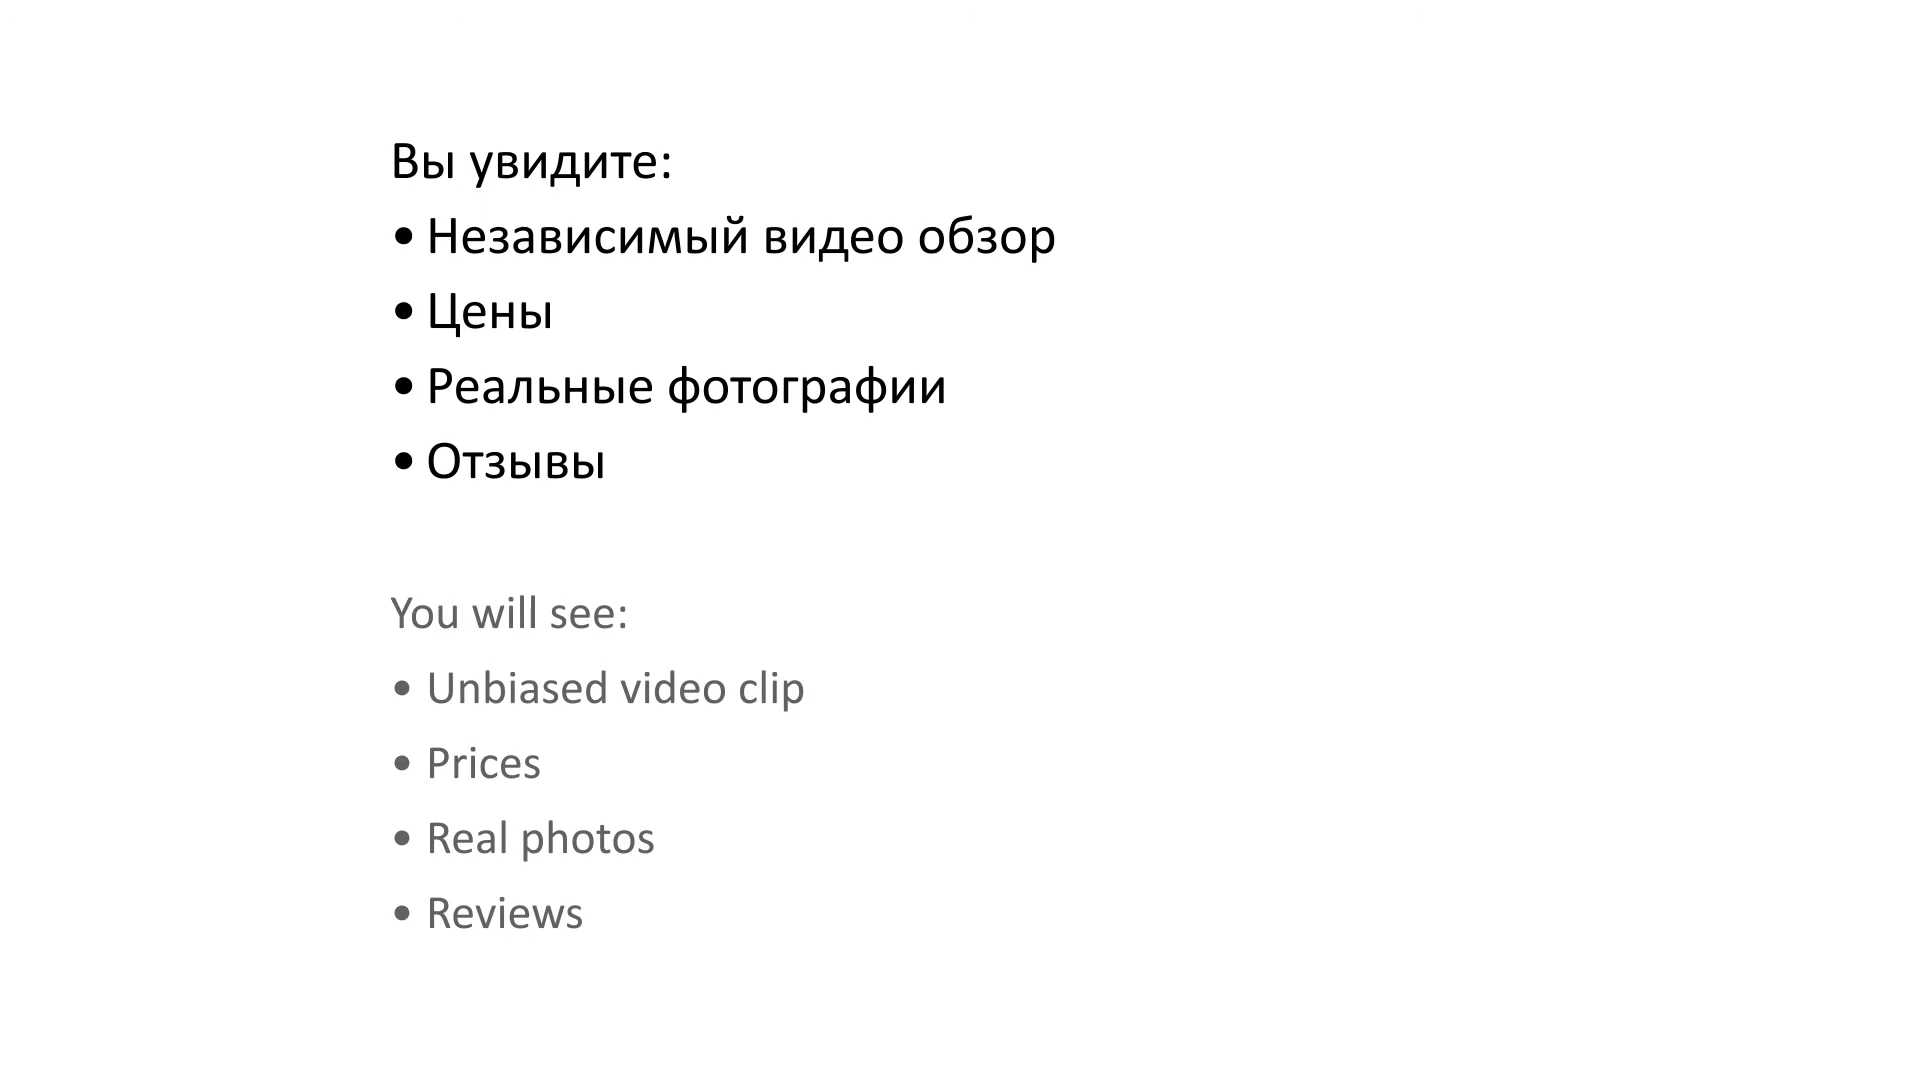 Вы увидите:
• Независимый видео обзор
• Цены
• Реальные фотографии
• Отзывы
You will see:
• Unbiased video clip
• Prices
• Real photos
• Reviews